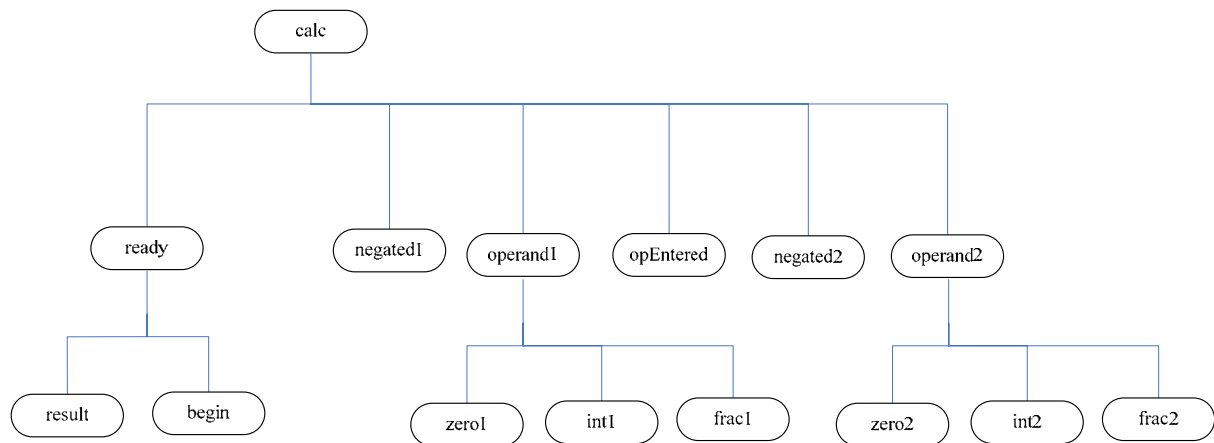 calc
ready
negated1
operand1
opEntered
negated2
operand2
result
begin
zero1
int1
frac1
zero2
int2
frac2